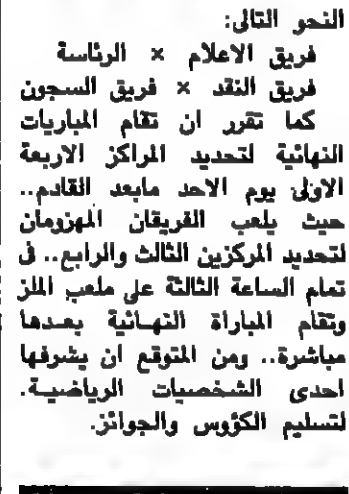 النحو التالى:
فريق الاعلام × الرئاسة
فريق النقد × فريق السجون
كما تقرر ان تقام المباريات
النهائية لتحديد المراكز الاربعة
الاولى يوم الاحد مابعد القادم..
حيث يلعب الفريقان المهزومان
لتحديد المركزين الثالث والرابع.. فى
تمام الساعة الثالثة على ملعب الملز
وتقام المباراة النهائية بعدها
مباشرة.. ومن المتوقع ان يشرفها
احدى الشخصيات الرياضية.
لتسليم الكؤوس والجوائز.